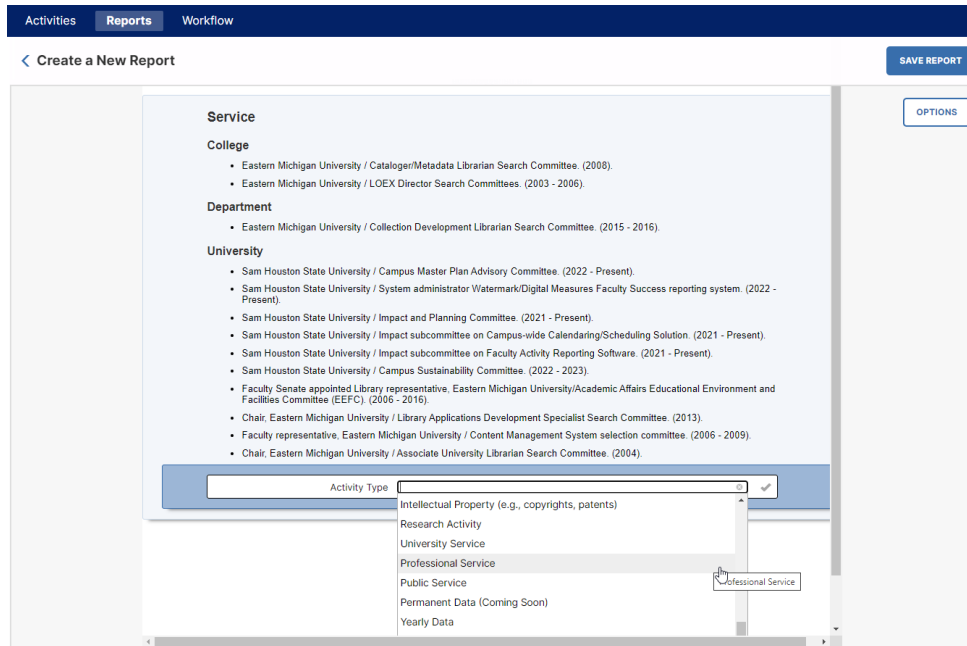 Activities Reports Workflow
Create a New Report
SAVE REPORT
OPTIONS
Service
College
• Eastern Michigan University / Cataloger/Metadata Librarian Search Committee. (2008).
• Eastern Michigan University / LOEX Director Search Committees. (2003 - 2006).
Department
• Eastern Michigan University / Collection Development Librarian Search Committee. (2015 - 2016).
University
• Sam Houston State University / Campus Master Plan Advisory Committee. (2022 - Present).
• Sam Houston State University / System administrator Watermark/Digital Measures Faculty Success reporting system. (2022 -
Present).
• Sam Houston State University / Impact and Planning Committee. (2021 - Present).
• Sam Houston State University / Impact subcommittee on Campus-wide Calendaring/Scheduling Solution. (2021 - Present).
• Sam Houston State University / Impact subcommittee on Faculty Activity Reporting Software. (2021 - Present).
• Sam Houston State University / Campus Sustainability Committee. (2022 - 2023).
• Faculty Senate appointed Library representative, Eastern Michigan University/Academic Affairs Educational Environment and
Facilities Committee (EEFC). (2006 - 2016).
• Chair, Eastern Michigan University / Library Applications Development Specialist Search Committee. (2013).
• Faculty representative, Eastern Michigan University / Content Management System selection committee. (2006 - 2009).
• Chair, Eastern Michigan University / Associate University Librarian Search Committee. (2004).
Activity Type
Intellectual Property (e.g., copyrights, patents)
Research Activity
University Service
Professional Service
Professional Service
Public Service
Permanent Data (Coming Soon)
Yearly Data